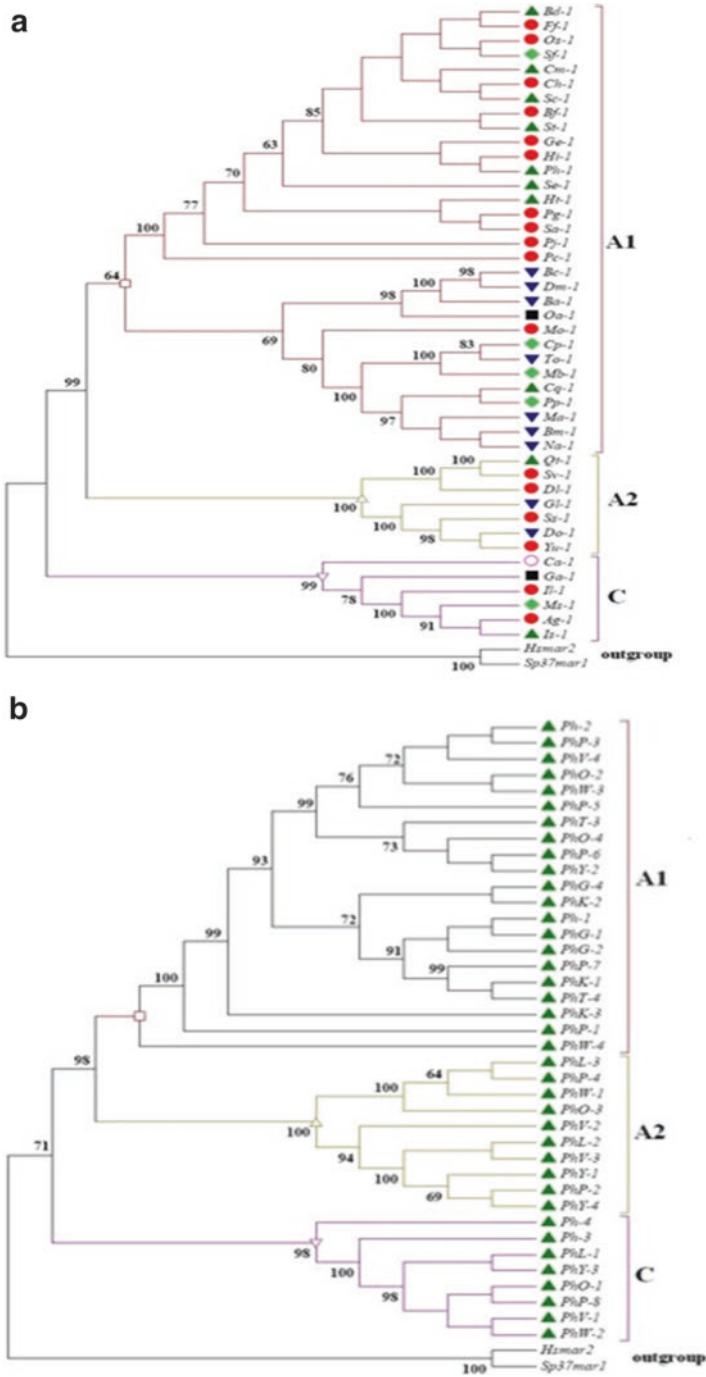 a
Bd-1
Ff-1
Os-1
Sf-1
Cm-1
Ch-1
Sc-1
Bf-1
St-1
85
Ge-1
Hi-1
Ph-1
63
Se-1
70
Ht-1
Pg-1
77
Sa-1
100
Pj-1
A1
Pc-1
64
98
Bc-1
100
Dm-1
98
Ba-1
Oa-1
69
Mo-1
83
Cp-1
80
100
To-1
Mb-1
100
Cq-1
Pp-1
97
Ma-1
Bm-1
Na-1
99
100
Qt-1
100
Sv-1
Dl-1
100
A2
Gl-1
100
Ss-1
98
Do-1
Yu-1
Ca-1
99
Ga-1
78
Il-1
C
100
Ms-1
91
Ag-1
Is-1
Hsmar2
outgroup
100
Sp37mar1
b
Ph-2
PhP-3
72
PhV-4
PhO-2
76
PhW-3
99
PhP-5
PhT-3
73
PhO-4
PhP-6
93
PhY-2
A1
PhG-4
72
PhK-2
Ph-1
99
91
PhG-1
PhG-2
99
PhP-7
100
PhK-1
PhT-4
PhK-3
PhP-1
98
PhW-4
PhL-3
64
PhP-4
100
PhW-1
PhO-3
100
A2
PhV-2
94
PhL-2
PhV-3
100
PhY-1
69
PhP-2
PhY-4
71
Ph-4
98
Ph-3
100
PhL-1
PhY-3
C
98
PhO-1
PhP-8
PhV-1
PhW-2
Hsmar2
outgroup
100
Sp37mar1